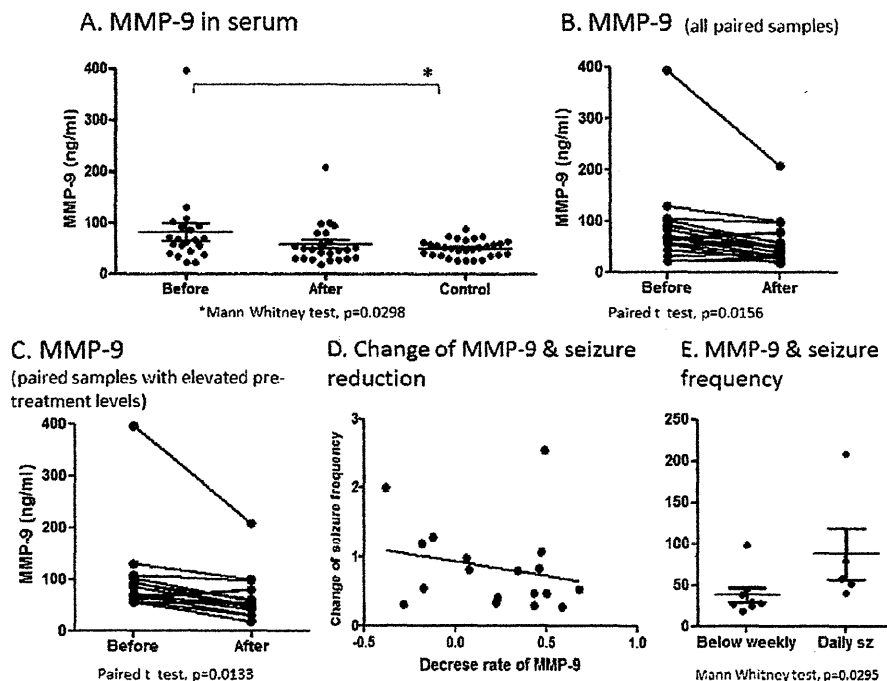 A. MMP-9 in serum
MMP-9 (ng/ml)
400
300
200
100
0
*
Before
After
Control
*Mann Whitney test, p=0.0298
B. MMP-9 (all paired samples)
MMP-9 (ng/ml)
400
300
200
100
0
Before
After
Paired t test, p=0.0156
C. MMP-9
(paired samples with elevated pre-
treatment levels)
MMP-9 (ng/ml)
400
300
200
100
0
Before
After
Paired t test, p=0.0133
D. Change of MMP-9 & seizure
reduction
Change of seizure frequency
3
2
1
0
-0.5
0.0
0.5
1.0
Decrese rate of MMP-9
E. MMP-9 & seizure
frequency
250
200
150
100
50
0
Below weekly
Daily sz
Mann Whitney test, p=0.0295